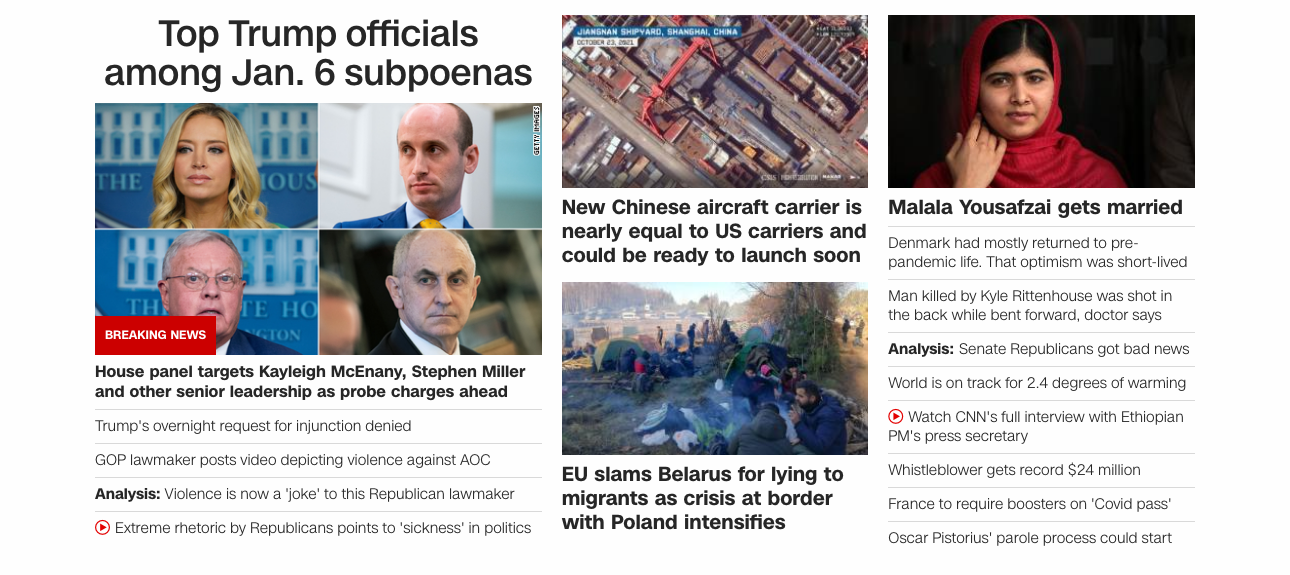 Top Trump officials
among Jan. 6 subpoenas
GETTY IMAGES
THE
OUS
TE HO
NGTON
BREAKING NEWS
House panel targets Kayleigh McEnany, Stephen Miller
and other senior leadership as probe charges ahead
Trump's overnight request for injunction denied
GOP lawmaker posts video depicting violence against AOC
Analysis: Violence is now a 'joke' to this Republican lawmaker
Extreme rhetoric by Republicans points to 'sickness' in politics
JIANGNAN SHIPYARD, SHANGHAI, CHINA
OCTOBER 23, 2021
New Chinese aircraft carrier is
nearly equal to US carriers and
could be ready to launch soon
EU slams Belarus for lying to
migrants as crisis at border
with Poland intensifies
Malala Yousafzai gets married
Denmark had mostly returned to pre-
pandemic life. That optimism was short-lived
Man killed by Kyle Rittenhouse was shot in
the back while bent forward, doctor says
Analysis: Senate Republicans got bad news
World is on track for 2.4 degrees of warming
Watch CNN's full interview with Ethiopian
PM's press secretary
Whistleblower gets record $24 million
France to require boosters on 'Covid pass'
Oscar Pistorius' parole process could start